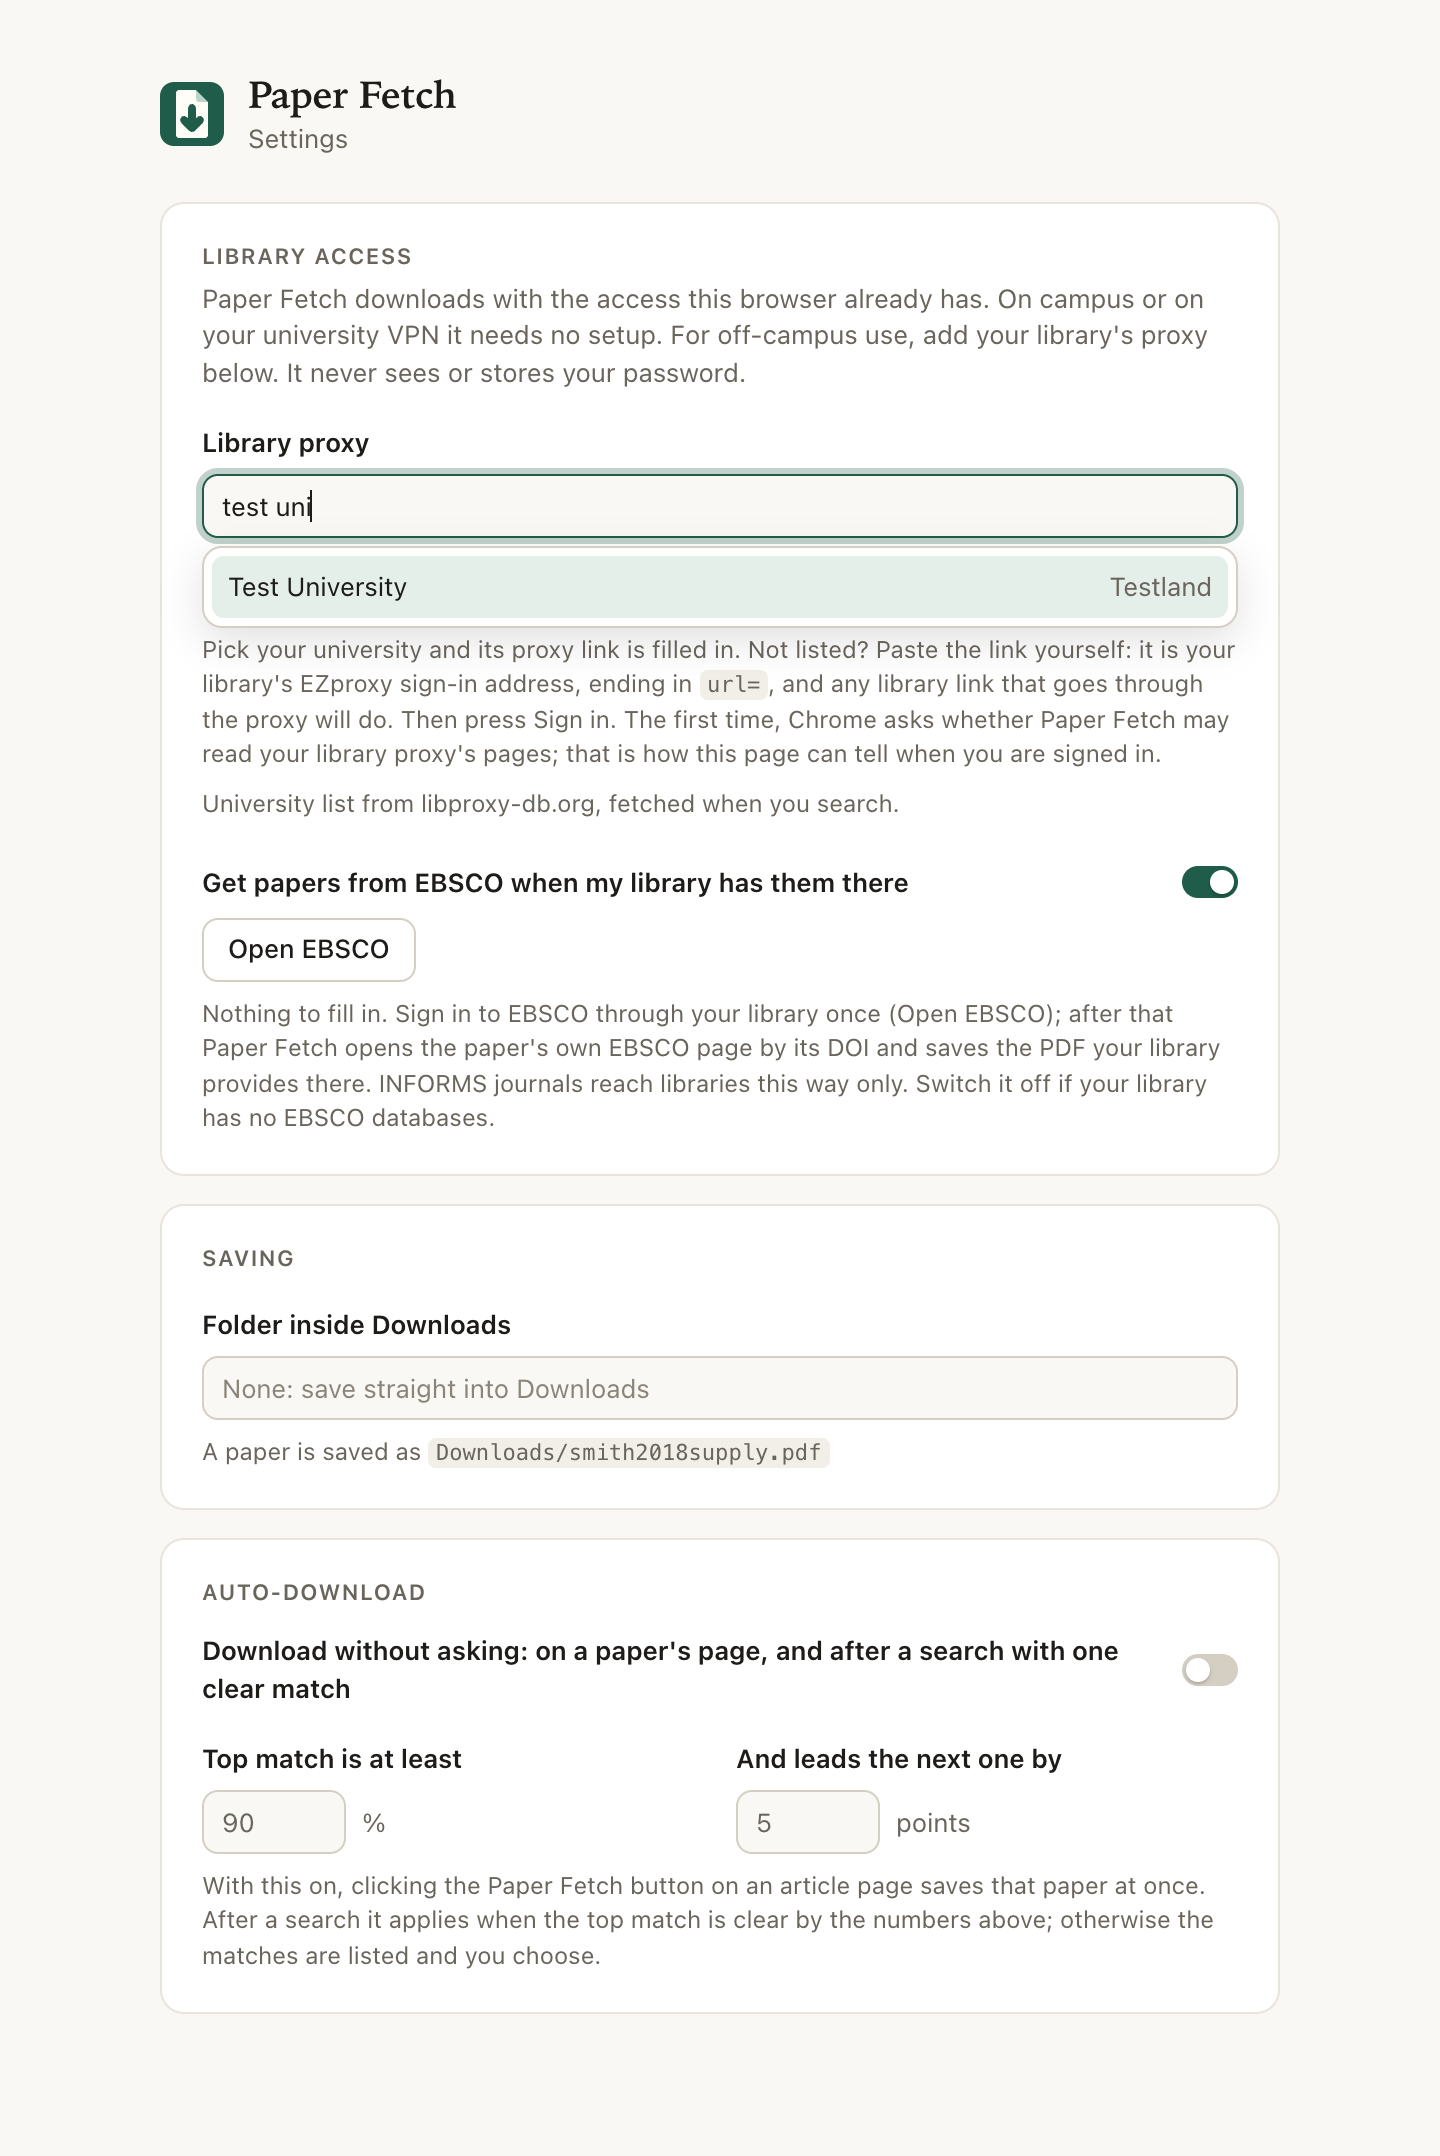 Paper Fetch
Settings
LIBRARY ACCESS
Paper Fetch downloads with the access this browser already has. On campus or on
your university VPN it needs no setup. For off-campus use, add your library's proxy
below. It never sees or stores your password.
Library proxy
test uni
Test University Testland
Pick your university and its proxy link is filled in. Not listed? Paste the link yourself: it is your
library's EZproxy sign-in address, ending in url=, and any library link that goes through
the proxy will do. Then press Sign in. The first time, Chrome asks whether Paper Fetch may
read your library proxy's pages; that is how this page can tell when you are signed in.
University list from libproxy-db.org, fetched when you search.
Get papers from EBSCO when my library has them there
Open EBSCO
Nothing to fill in. Sign in to EBSCO through your library once (Open EBSCO); after that
Paper Fetch opens the paper's own EBSCO page by its DOI and saves the PDF your library
provides there. INFORMS journals reach libraries this way only. Switch it off if your library
has no EBSCO databases.
SAVING
Folder inside Downloads
None: save straight into Downloads
A paper is saved as Downloads/smith2018supply.pdf
AUTO-DOWNLOAD
Download without asking: on a paper's page, and after a search with one
clear match
Top match is at least And leads the next one by
90 % 5 points
With this on, clicking the Paper Fetch button on an article page saves that paper at once.
After a search it applies when the top match is clear by the numbers above; otherwise the
matches are listed and you choose.